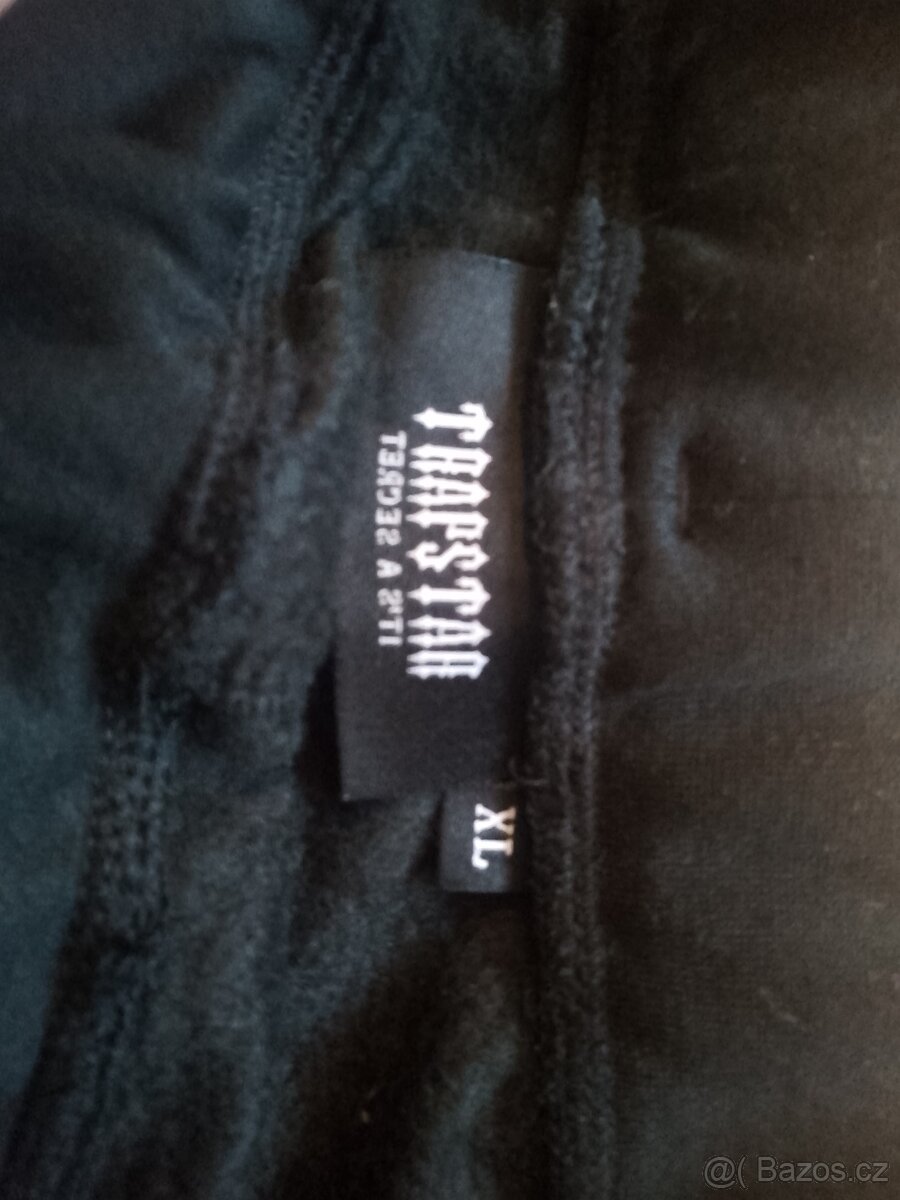 TRAPSTAR
IT'S A SECRET
XL
@( Bazos.cz